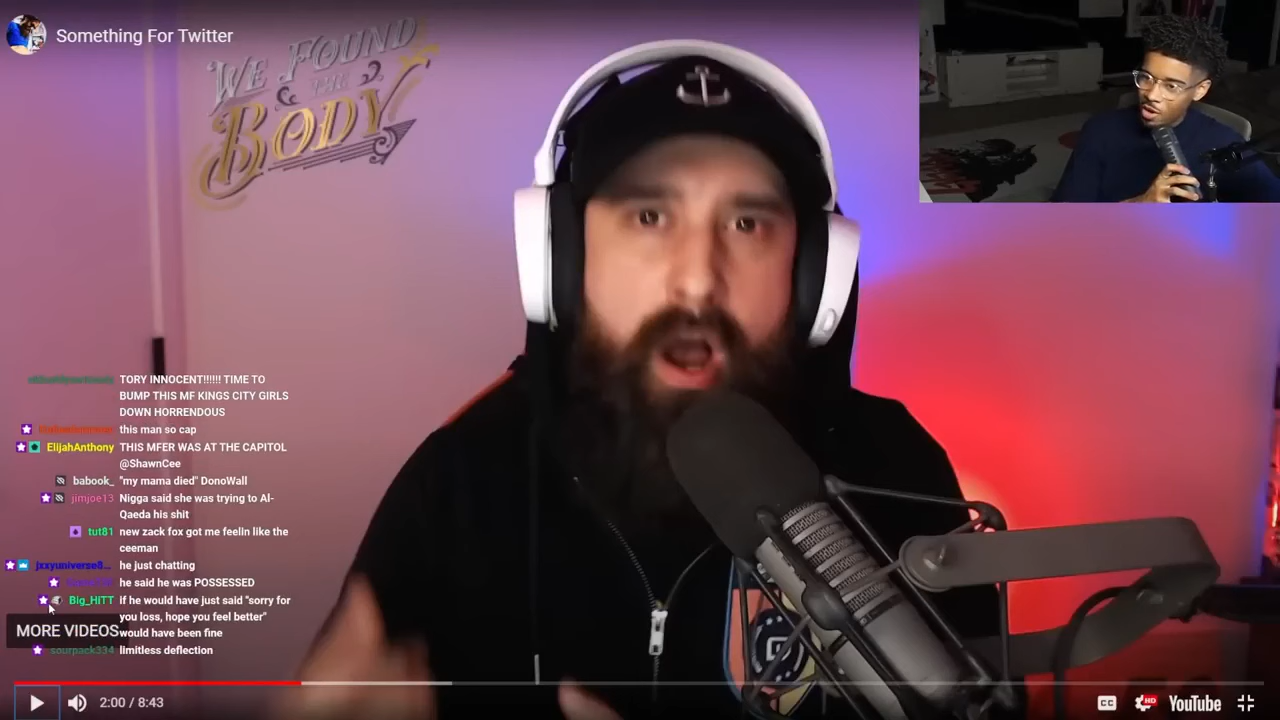 Something For Twitter
WE FOUND
THE
BODY
TORY INNOCENT!!!!!! TIME TO
BUMP THIS MF KINGS CITY GIRLS
DOWN HORRENDOUS
this man so cap
ElijahAnthony THIS MFER WAS AT THE CAPITOL
@ShawnCee
babook_ "my mama died" DonoWall
jimjoe13 Nigga said she was trying to Al-
Qaeda his shit
tut81 new zack fox got me feelin like the
ceeman
jxxyuniverse8... he just chatting
he said he was POSSESSED
Big_HITT if he would have just said "sorry for
you loss, hope you feel better"
MORE VIDEOS would have been fine
sourpack334 limitless deflection
2:00 / 8:43
CC
HD
YouTube